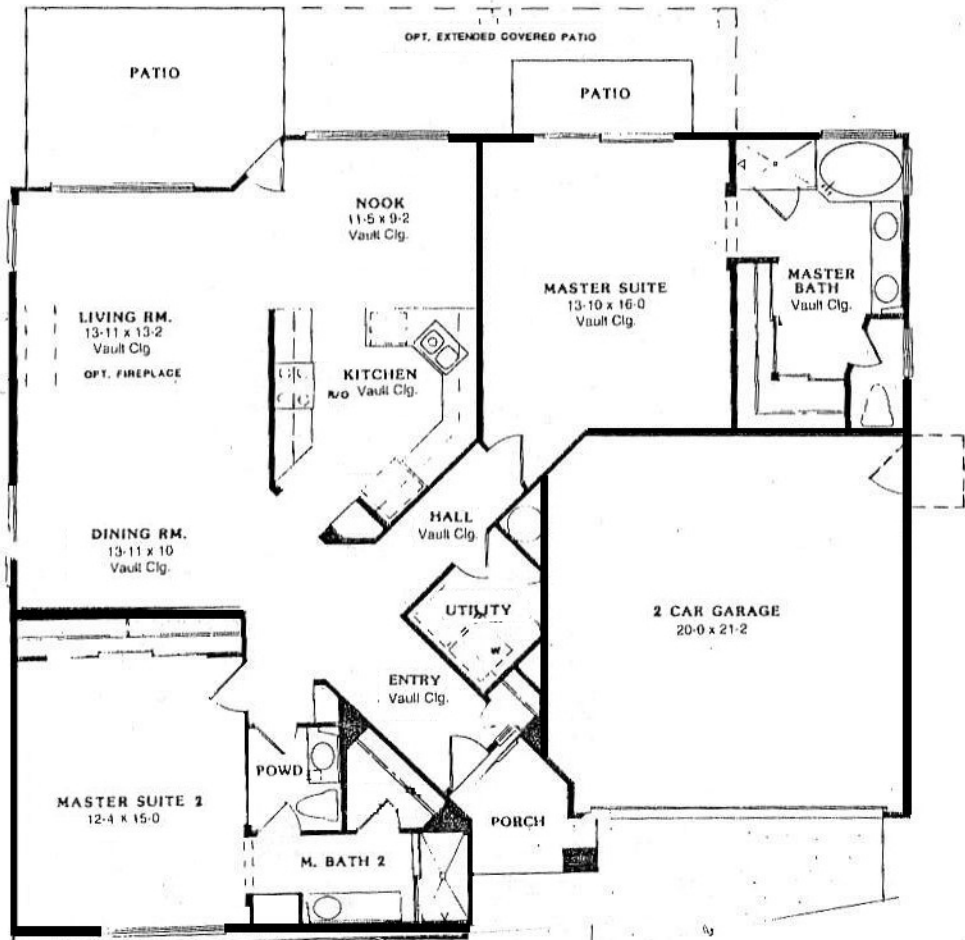 OPT. EXTENDED COVERED PATIO
PATIO
PATIO
NOOK
11-5 x 9-2
Vault Clg.
MASTER SUITE
13-10 x 16-0
Vault Clg.
MASTER
BATH
Vault Clg.
LIVING RM.
13-11 x 13-2
Vault Clg
OPT. FIREPLACE
KITCHEN
Vault Clg.
R/O
HALL
Vault Clg.
DINING RM.
13-11 x 10
Vault Clg.
UTILITY
W
2 CAR GARAGE
20-0 x 21-2
ENTRY
Vault Clg.
POWD
MASTER SUITE 2
12-4 x 15-0
PORCH
M. BATH 2